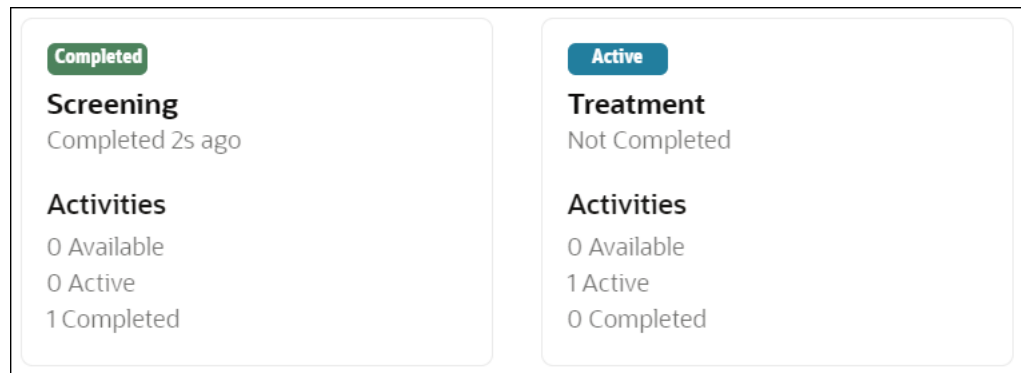 Completed
Screening
Completed 2s ago
Activities
0 Available
0 Active
1 Completed
Active
Treatment
Not Completed
Activities
0 Available
1 Active
0 Completed